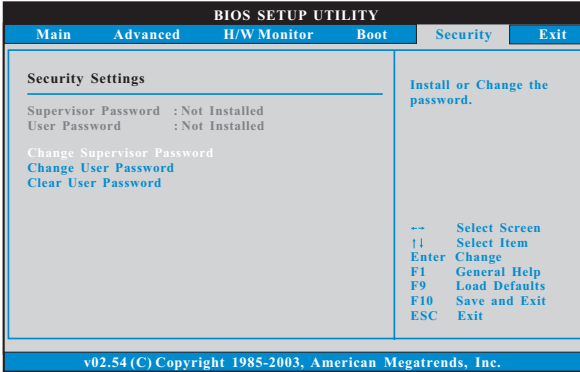 BIOS SETUP UTILITY
Main Advanced H/W Monitor Boot Security Exit
Security Settings
Supervisor Password : Not Installed
User Password : Not Installed
Change Supervisor Password
Change User Password
Clear User Password
Install or Change the
password.
←→ Select Screen
↑↓ Select Item
Enter Change
F1 General Help
F9 Load Defaults
F10 Save and Exit
ESC Exit
v02.54 (C) Copyright 1985-2003, American Megatrends, Inc.